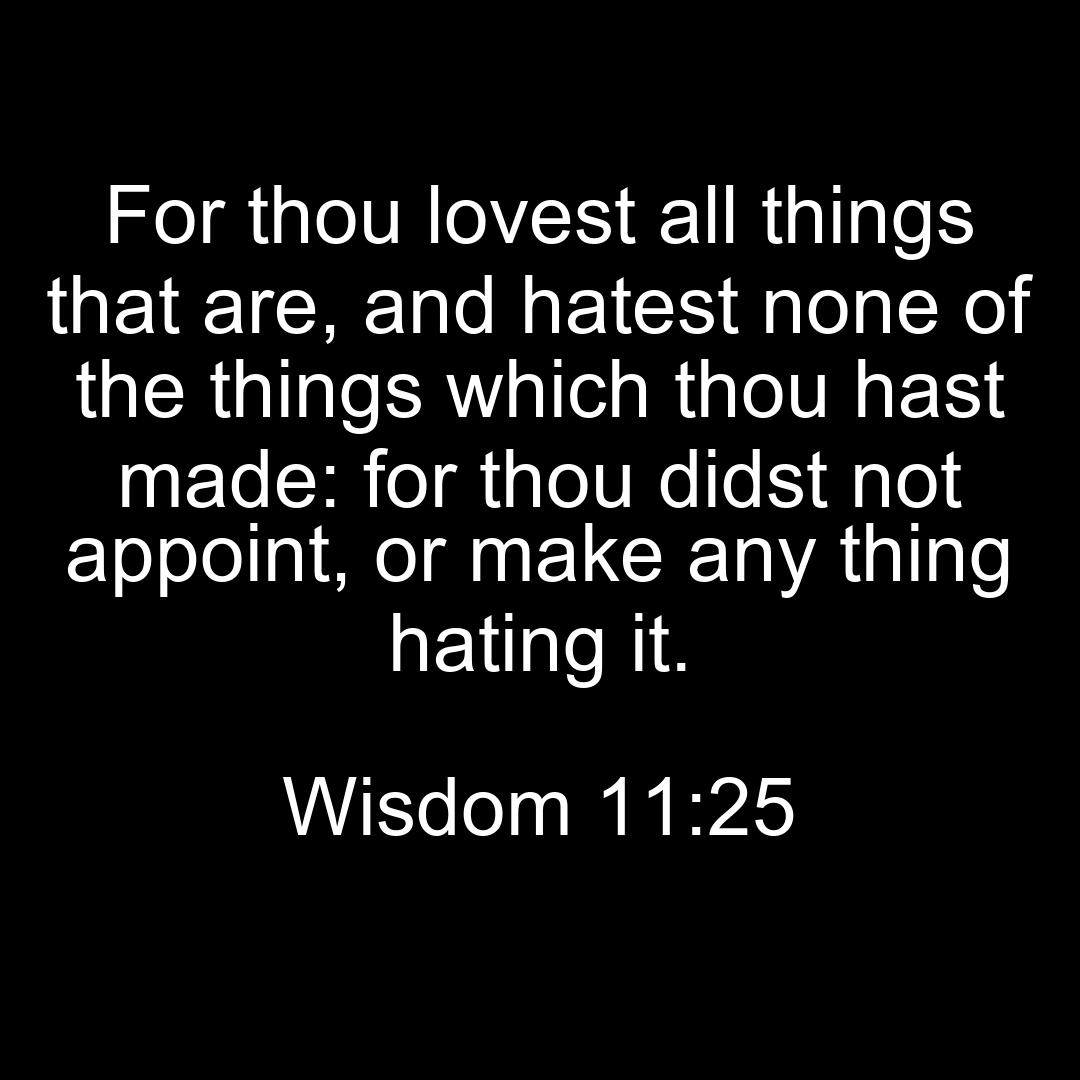 For thou lovest all things
that are, and hatest none of
the things which thou hast
made: for thou didst not
appoint, or make any thing
hating it.
Wisdom 11:25